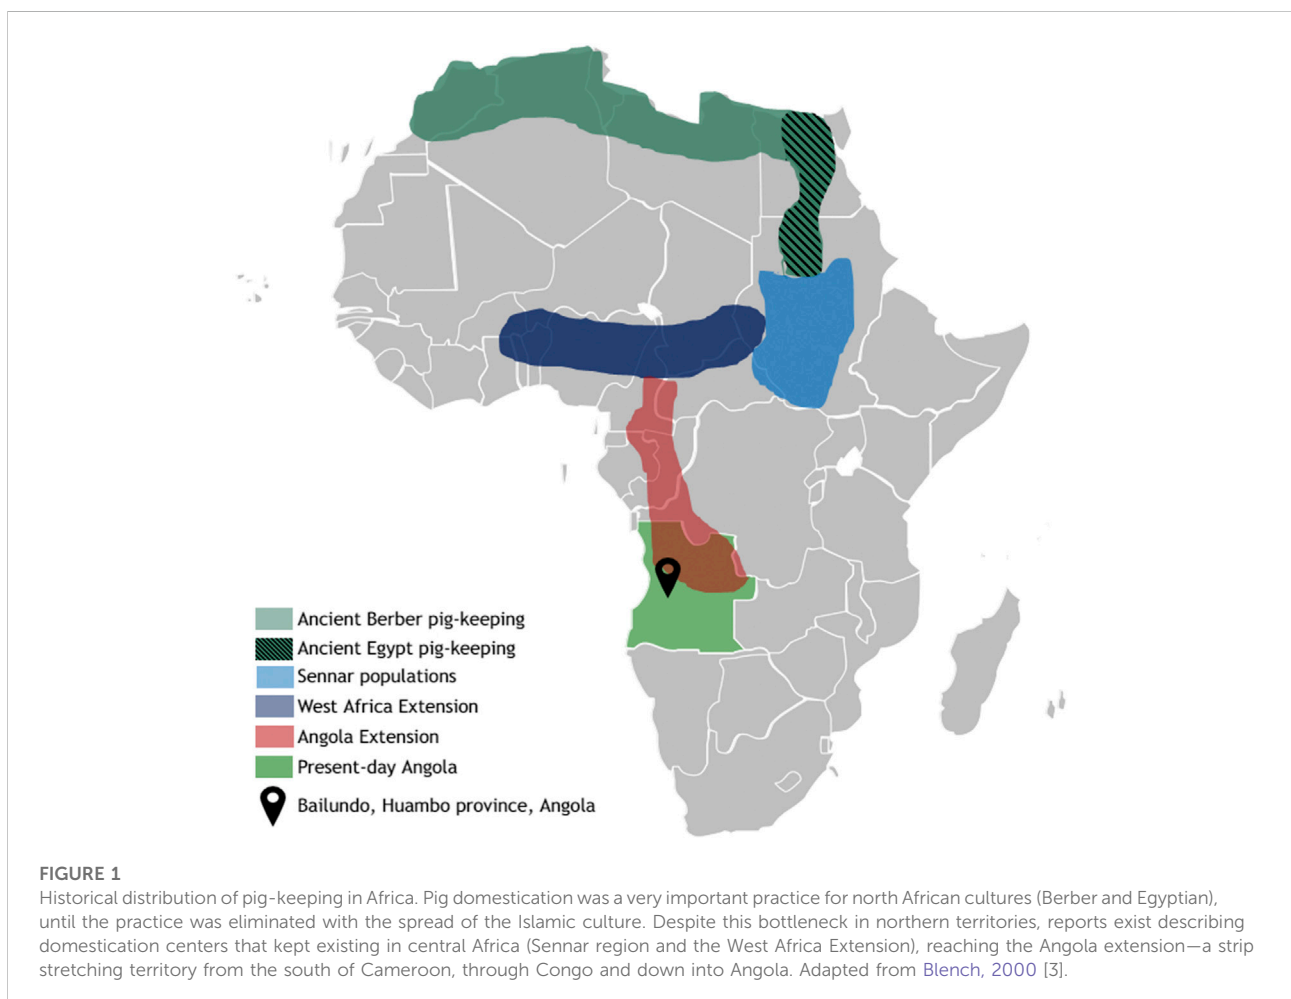 Ancient Berber pig-keeping
Ancient Egypt pig-keeping
Sennar populations
West Africa Extension
Angola Extension
Present-day Angola
Bailundo, Huambo province, Angola
FIGURE 1
Historical distribution of pig-keeping in Africa. Pig domestication was a very important practice for north African cultures (Berber and Egyptian),
until the practice was eliminated with the spread of the Islamic culture. Despite this bottleneck in northern territories, reports exist describing
domestication centers that kept existing in central Africa (Sennar region and the West Africa Extension), reaching the Angola extension—a strip
stretching territory from the south of Cameroon, through Congo and down into Angola. Adapted from Blench, 2000 [3].